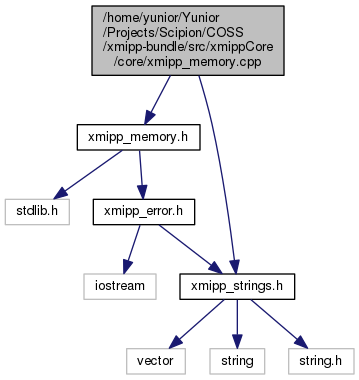 /home/yunior/Yunior
/Projects/Scipion/COSS
/xmipp-bundle/src/xmippCore
/core/xmipp_memory.cpp
xmipp_memory.h
stdlib.h
xmipp_error.h
iostream
xmipp_strings.h
vector
string
string.h